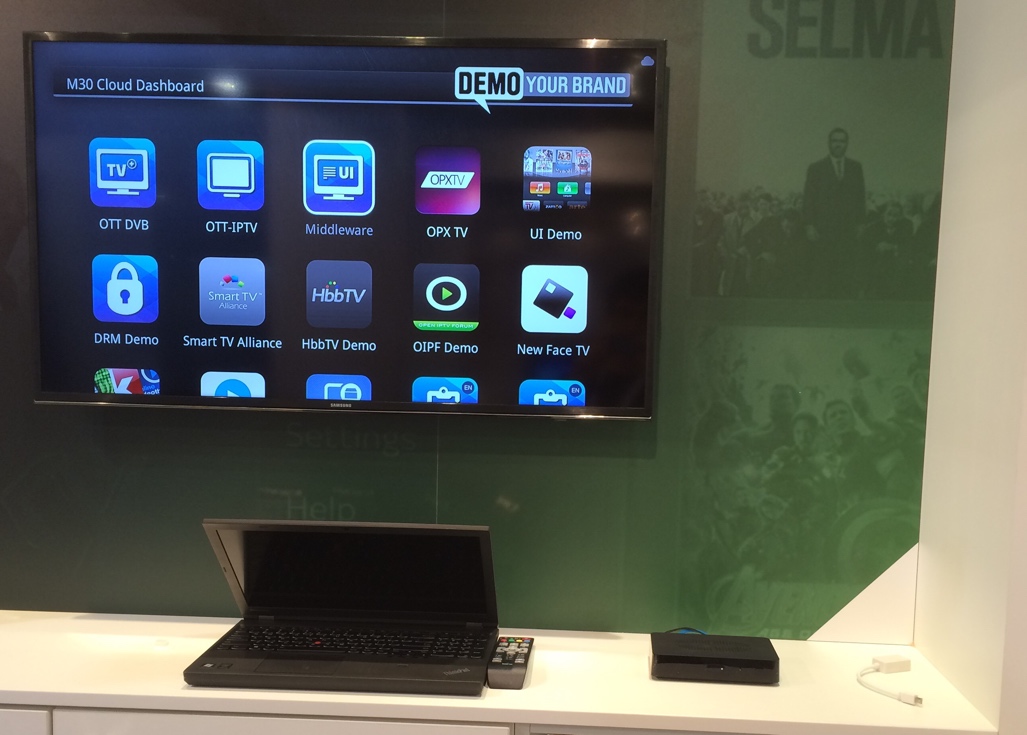 SELMA
M30 Cloud Dashboard
DEMO YOUR BRAND
TV+
UI
OPXTV
OTT DVB
OTT-IPTV
Middleware
OPX TV
UI Demo
Smart TV
Alliance
HbbTV
OPEN IPTV FORUM
DRM Demo
Smart TV Alliance
HbbTV Demo
OIPF Demo
New Face TV
K
EN
EN
SAMSUNG
Settings
Help
ThinkPad